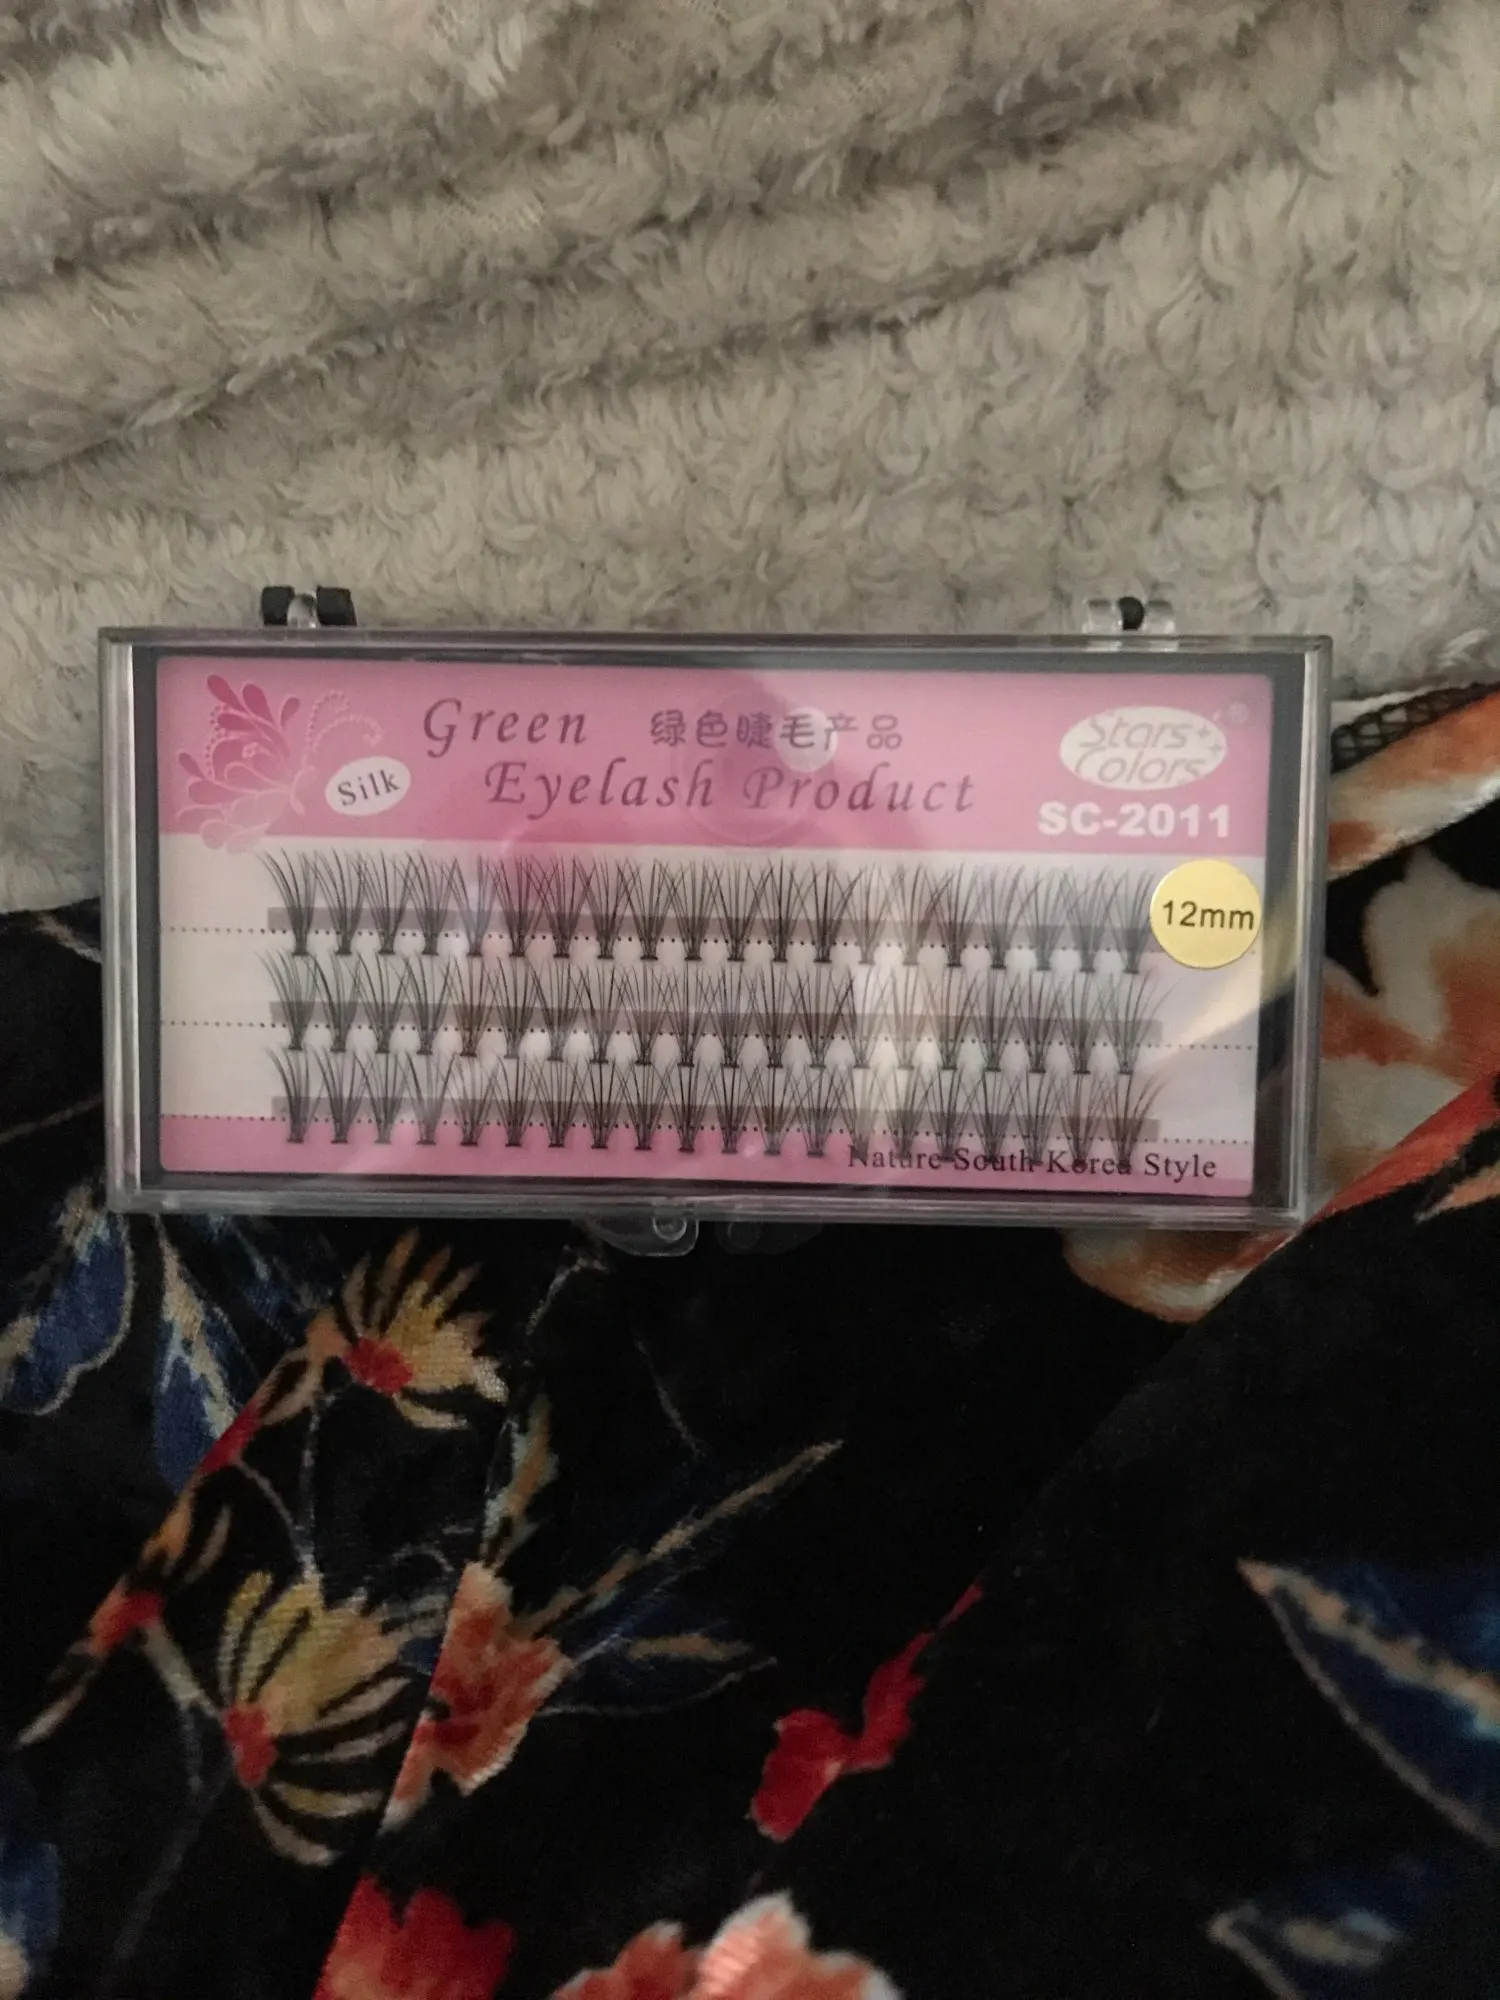 Green 绿色睫毛产品
Eyelash Product
Silk
Stars
Colors
SC-2011
12mm
Nature South Korea Style